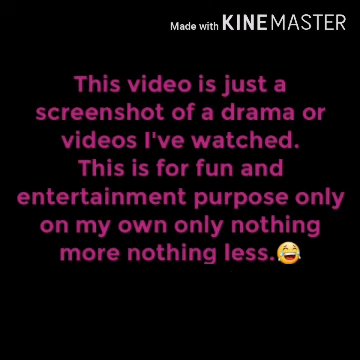 Made with KINEMASTER
This video is just a
screenshot of a drama or
videos I've watched.
This is for fun and
entertainment purpose only
on my own only nothing
more nothing less.😂